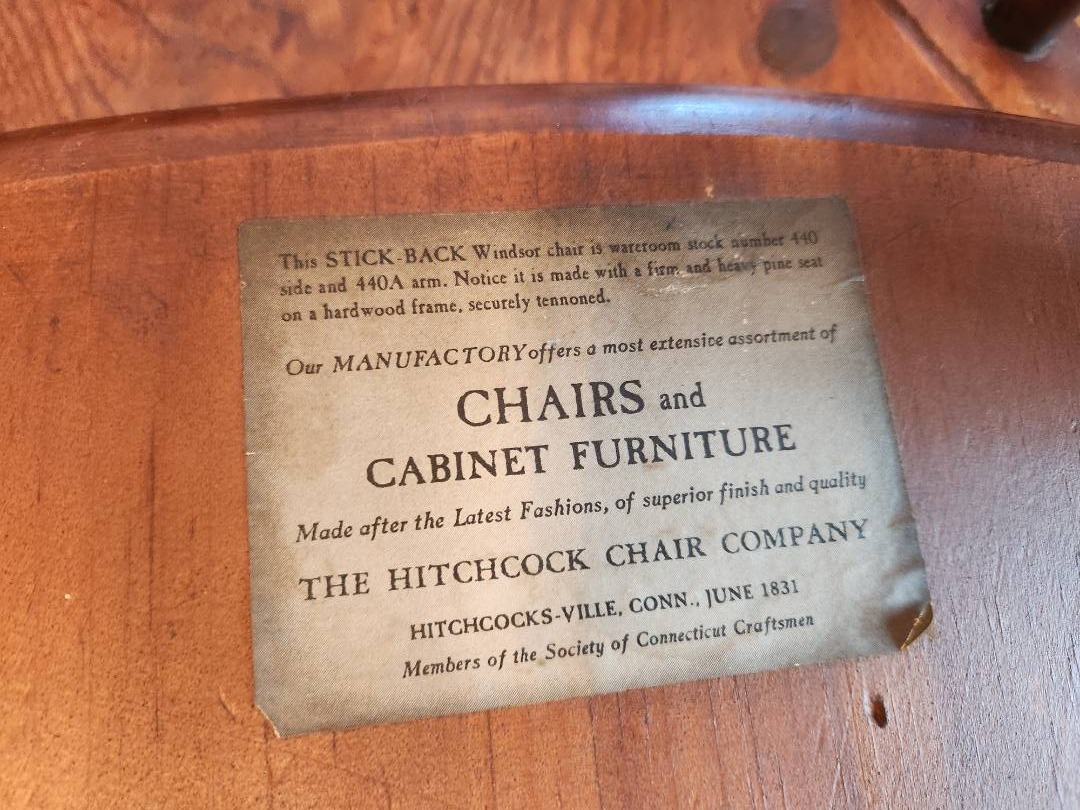 This STICK-BACK Windsor chair is wareroom stock number 440
side and 440A arm. Notice it is made with a firm and heavy pine seat
on a hardwood frame, securely tennoned.
Our MANUFACTORY offers a most extensive assortment of
CHAIRS and
CABINET FURNITURE
Made after the Latest Fashions, of superior finish and quality
THE HITCHCOCK CHAIR COMPANY
HITCHCOCKS-VILLE, CONN., JUNE 1831
Members of the Society of Connecticut Craftsmen